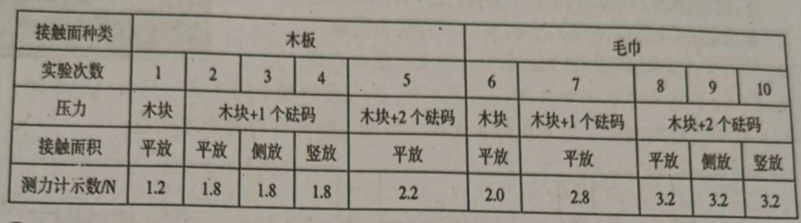 接触面种类 木板 毛巾
实验次数 1 2 3 4 5 6 7 8 9 10
压力 木块 木块+1个砝码 木块+2个砝码 木块 木块+1个砝码 木块+2个砝码
接触面积 平放 平放 侧放 竖放 平放 平放 平放 平放 侧放 竖放
测力计示数/N 1.2 1.8 1.8 1.8 2.2 2.0 2.8 3.2 3.2 3.2